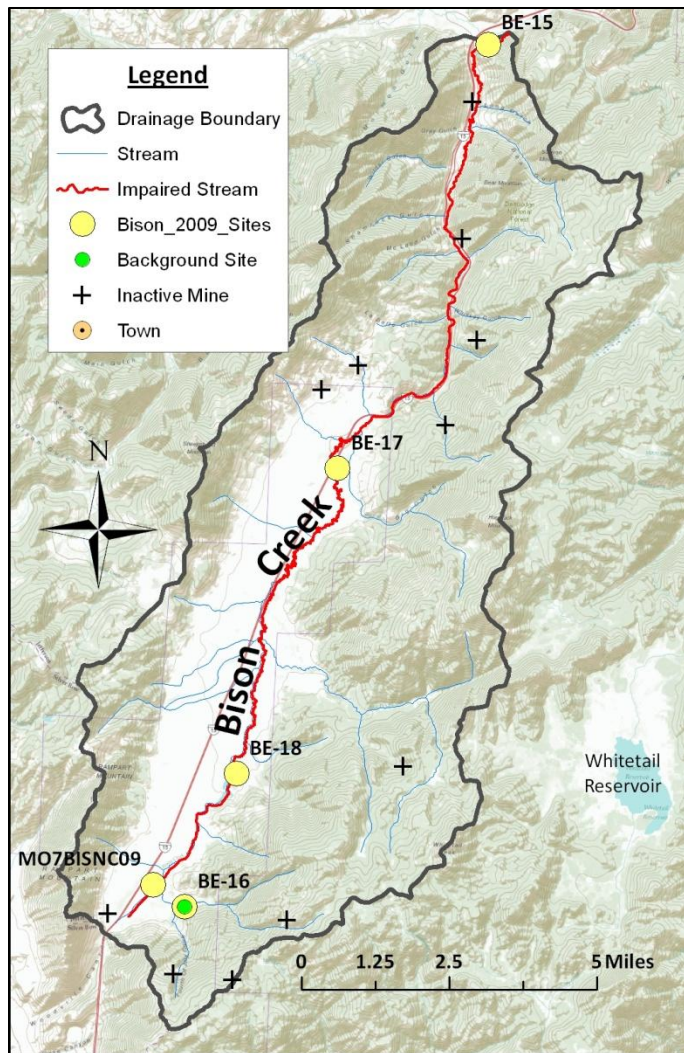 BE-15
Legend
Drainage Boundary
Stream
Impaired Stream
Bison_2009_Sites
Background Site
Inactive Mine
Town
N
BE-17
Bison Creek
BE-18
Whitetail
Reservoir
MO7BISNC09
BE-16
0 1.25 2.5 5 Miles